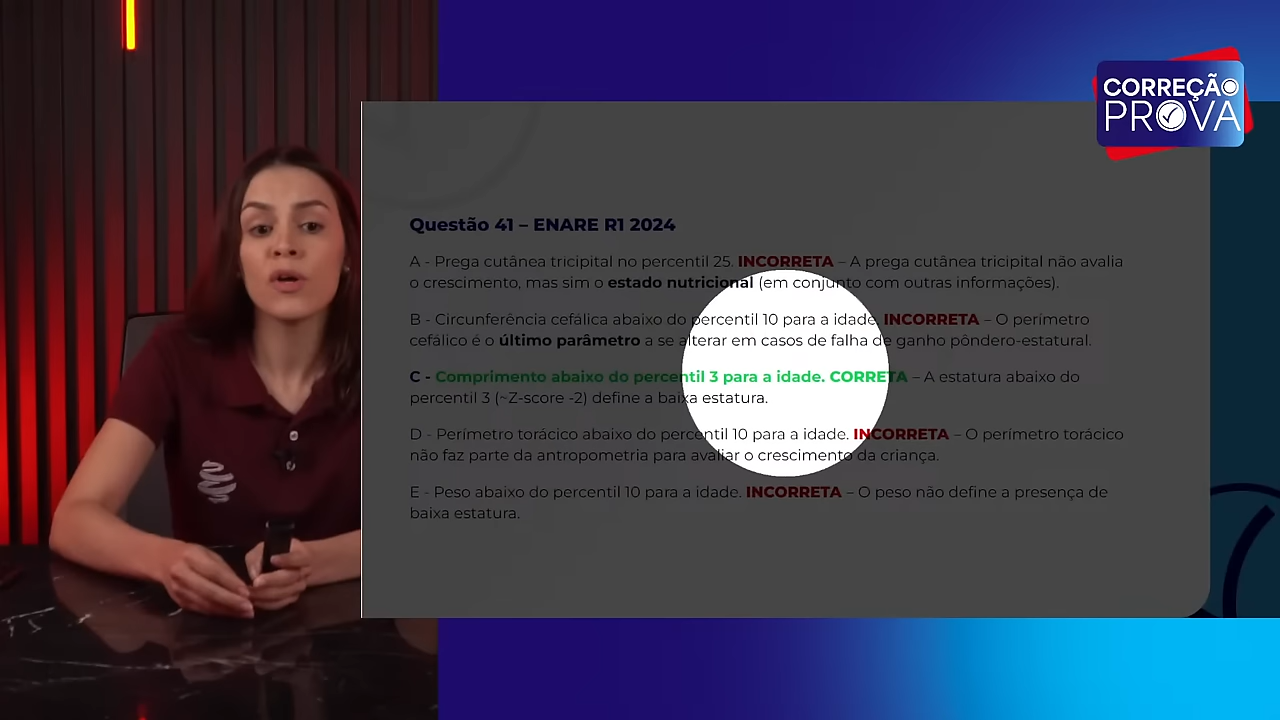 CORREÇÃO
PROVA
Questão 41 – ENARE R1 2024
A - Prega cutânea tricipital no percentil 25. INCORRETA – A prega cutânea tricipital não avalia
o crescimento, mas sim o estado nutricional (em conjunto com outras informações).
B - Circunferência cefálica abaixo do percentil 10 para a idade. INCORRETA – O perímetro
cefálico é o último parâmetro a se alterar em casos de falha de ganho pôndero-estatural.
C - Comprimento abaixo do percentil 3 para a idade. CORRETA – A estatura abaixo do
percentil 3 (~Z-score -2) define a baixa estatura.
D - Perímetro torácico abaixo do percentil 10 para a idade. INCORRETA – O perímetro torácico
não faz parte da antropometria para avaliar o crescimento da criança.
E - Peso abaixo do percentil 10 para a idade. INCORRETA – O peso não define a presença de
baixa estatura.